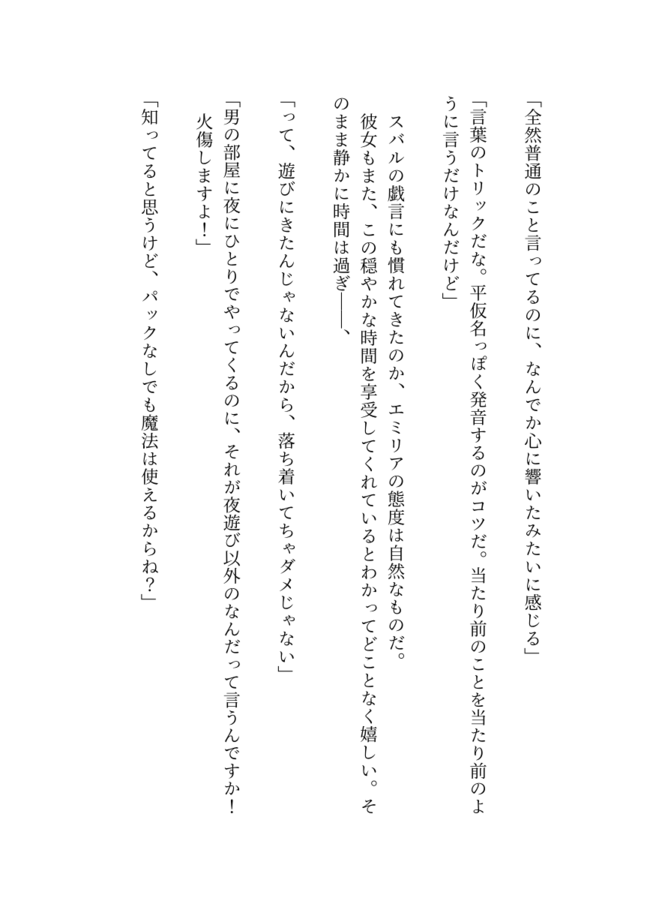 「全然普通のこと言ってるのに、なんでか心に響いたみたいに感じる」
「言葉のトリックだな。平仮名っぽく発音するのがコツだ。当たり前のことを当たり前のよ
うに言うだけなんだけど」
スバルの戯言にも慣れてきたのか、エミリアの態度は自然なものだ。
彼女もまた、この穏やかな時間を享受してくれているとわかってどことなく嬉しい。そ
のまま静かに時間は過ぎ――、
「って、遊びにきたんじゃないんだから、落ち着いてちゃダメじゃない」
「男の部屋に夜にひとりでやってくるのに、それが夜遊び以外のなんだって言うんですか！
火傷しますよ！」
「知ってると思うけど、パックなしでも魔法は使えるからね？」